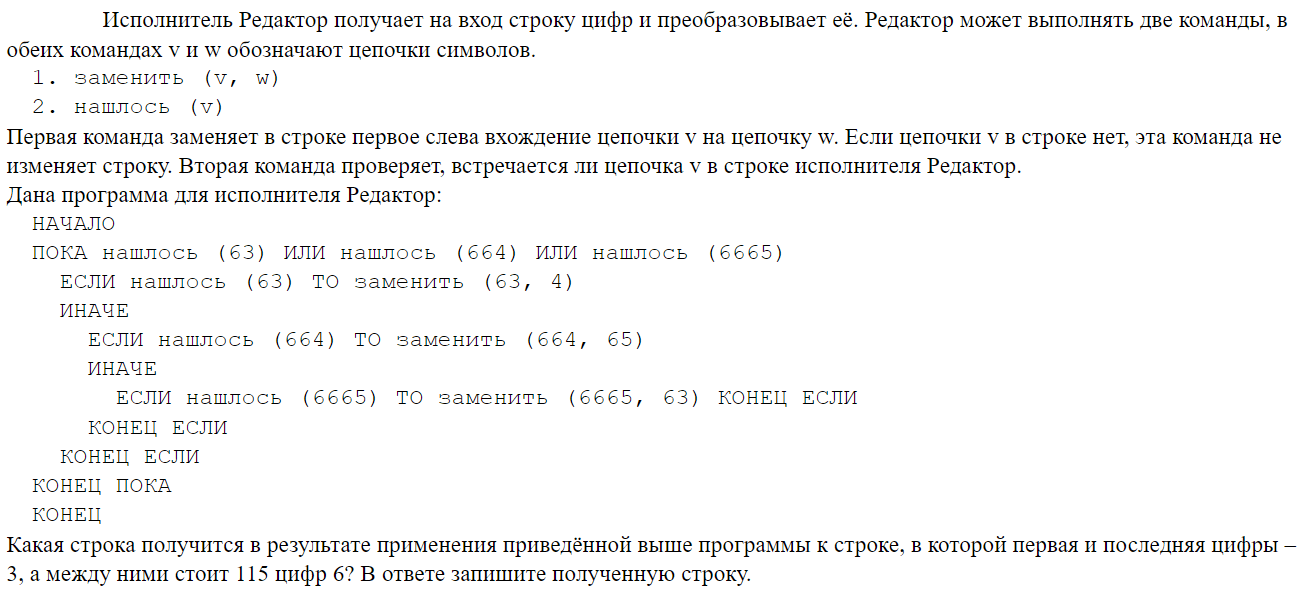 Исполнитель Редактор получает на вход строку цифр и преобразовывает её. Редактор может выполнять две команды, в
обеих командах v и w обозначают цепочки символов.
1. заменить (v, w)
2. нашлось (v)
Первая команда заменяет в строке первое слева вхождение цепочки v на цепочку w. Если цепочки v в строке нет, эта команда не
изменяет строку. Вторая команда проверяет, встречается ли цепочка v в строке исполнителя Редактор.
Дана программа для исполнителя Редактор:
НАЧАЛО
ПОКА нашлось (63) ИЛИ нашлось (664) ИЛИ нашлось (6665)
ЕСЛИ нашлось (63) ТО заменить (63, 4)
ИНАЧЕ
ЕСЛИ нашлось (664) ТО заменить (664, 65)
ИНАЧЕ
ЕСЛИ нашлось (6665) ТО заменить (6665, 63) КОНЕЦ ЕСЛИ
КОНЕЦ ЕСЛИ
КОНЕЦ ЕСЛИ
КОНЕЦ ПОКА
КОНЕЦ
Какая строка получится в результате применения приведённой выше программы к строке, в которой первая и последняя цифры –
3, а между ними стоит 115 цифр 6? В ответе запишите полученную строку.